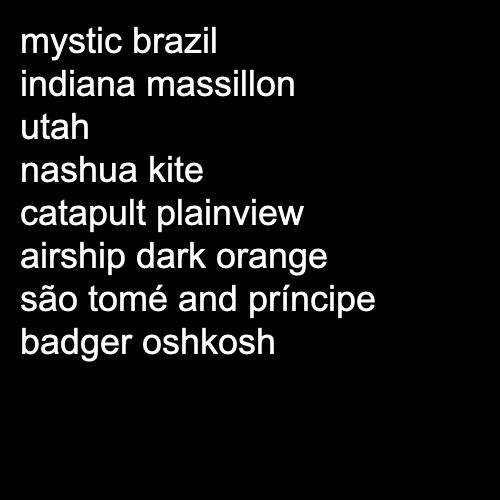 mystic brazil
indiana massillon
utah
nashua kite
catapult plainview
airship dark orange
são tomé and príncipe
badger oshkosh